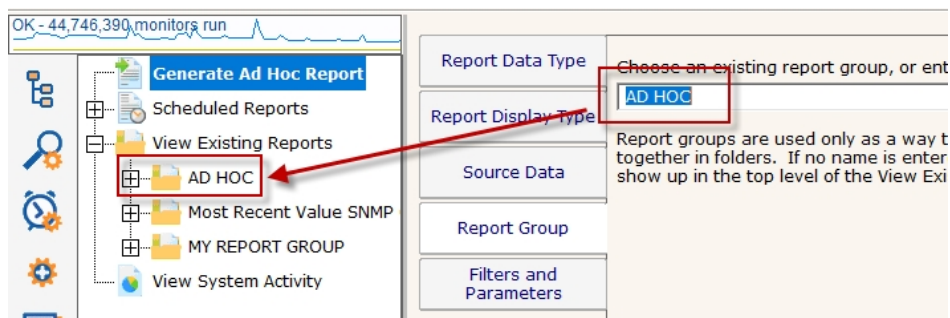 OK - 44,746,390 monitors run
Generate Ad Hoc Report
Scheduled Reports
View Existing Reports
AD HOC
Most Recent Value SNMP
MY REPORT GROUP
View System Activity
Report Data Type
Report Display Type
Source Data
Report Group
Filters and
Parameters
Choose an existing report group, or ent
AD HOC
Report groups are used only as a way t
together in folders. If no name is enter
show up in the top level of the View Exi